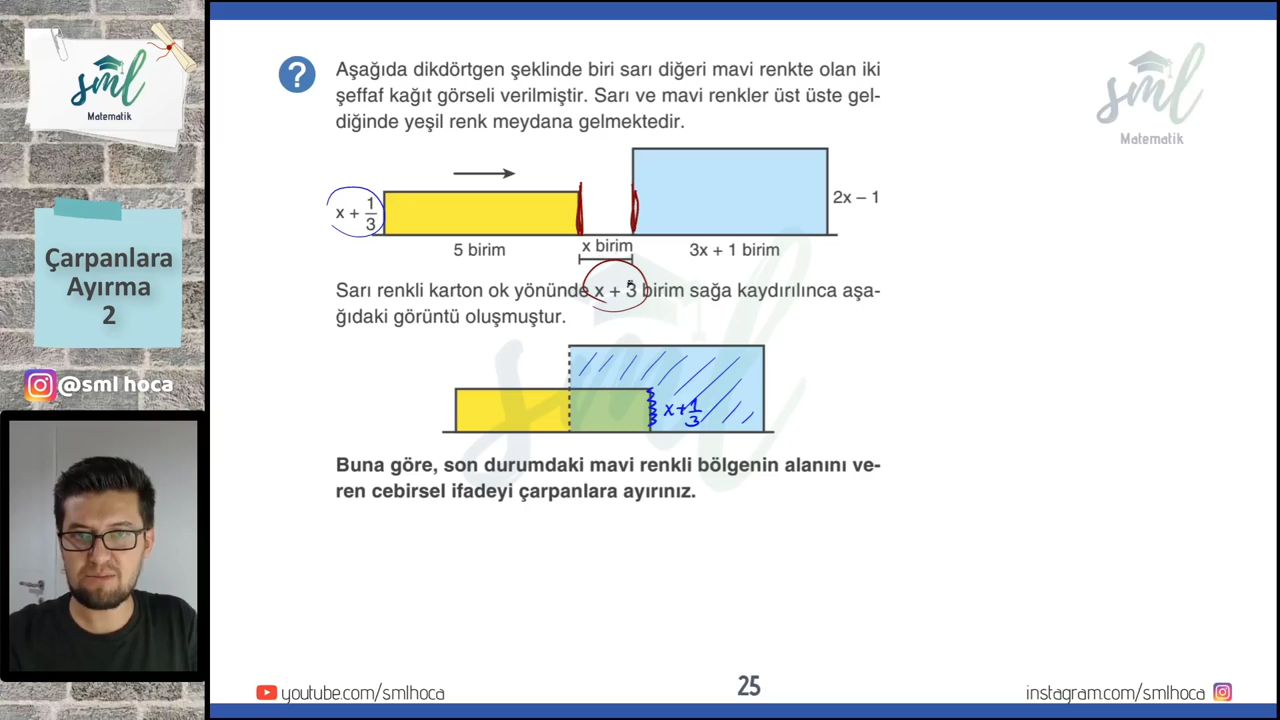 sml
Matematik
Çarpanlara
Ayırma
2
@sml hoca
?
Aşağıda dikdörtgen şeklinde biri sarı diğeri mavi renkte olan iki
şeffaf kağıt görseli verilmiştir. Sarı ve mavi renkler üst üste gel-
diğinde yeşil renk meydana gelmektedir.
sml
Matematik
x + 1/3
2x – 1
5 birim
x birim
3x + 1 birim
Sarı renkli karton ok yönünde x + 3 birim sağa kaydırılınca aşa-
ğıdaki görüntü oluşmuştur.
x+1/3
sml
Buna göre, son durumdaki mavi renkli bölgenin alanını ve-
ren cebirsel ifadeyi çarpanlara ayırınız.
youtube.com/smlhoca
25
instagram.com/smlhoca